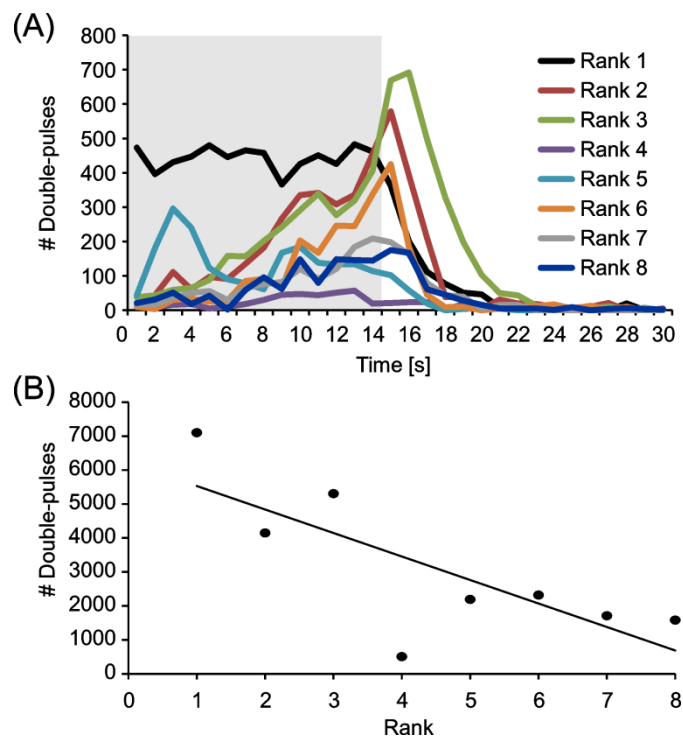 (A)
# Double-pulses
800
700
600
500
400
300
200
100
0
0 2 4 6 8 10 12 14 16 18 20 22 24 26 28 30
Time [s]
Rank 1
Rank 2
Rank 3
Rank 4
Rank 5
Rank 6
Rank 7
Rank 8
(B)
# Double-pulses
8000
7000
6000
5000
4000
3000
2000
1000
0
0 1 2 3 4 5 6 7 8
Rank